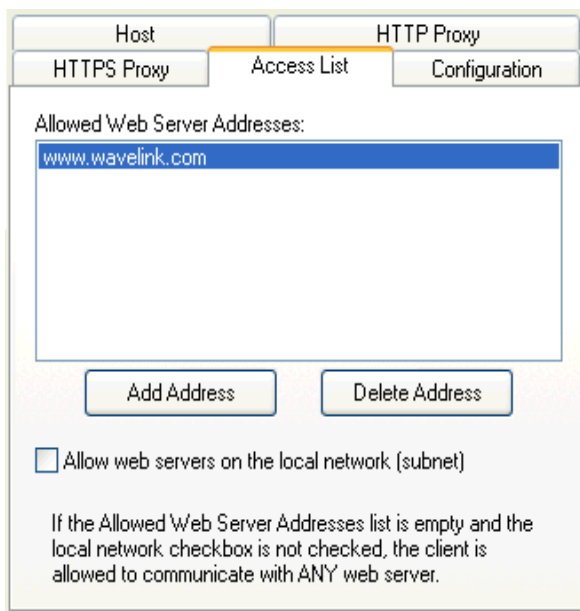 Host
HTTP Proxy
HTTPS Proxy
Access List
Configuration
Allowed Web Server Addresses:
www.wavelink.com
Add Address
Delete Address
Allow web servers on the local network (subnet)
If the Allowed Web Server Addresses list is empty and the
local network checkbox is not checked, the client is
allowed to communicate with ANY web server.